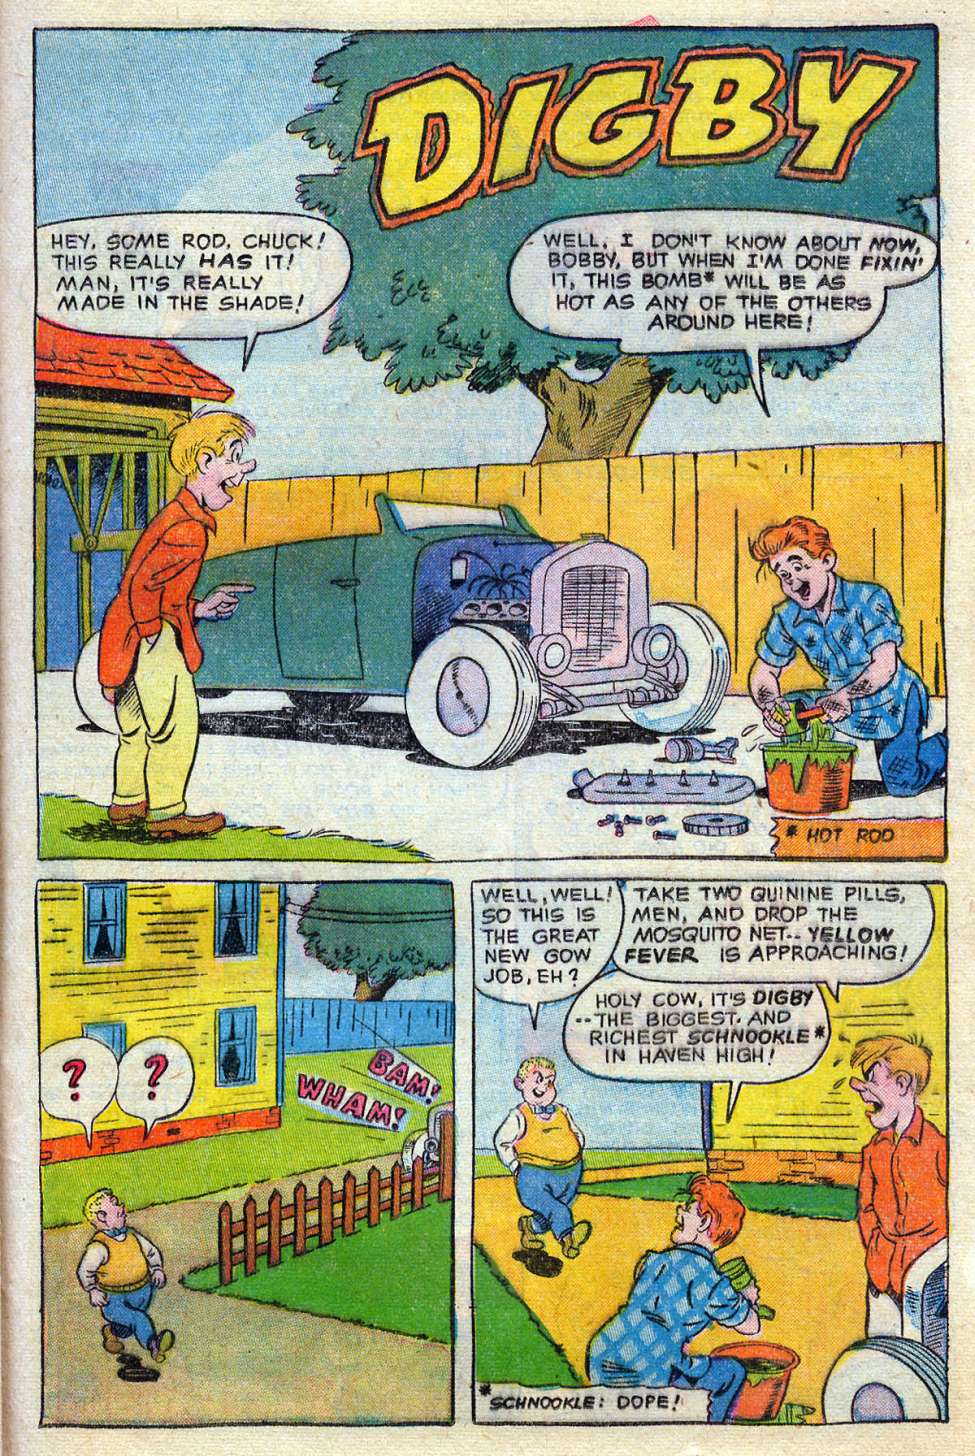 DIGBY
HEY, SOME ROD, CHUCK!
THIS REALLY HAS IT!
MAN, IT'S REALLY
MADE IN THE SHADE!
WELL, I DON'T KNOW ABOUT NOW,
BOBBY, BUT WHEN I'M DONE FIXIN'
IT, THIS BOMB* WILL BE AS
HOT AS ANY OF THE OTHERS
AROUND HERE!
* HOT ROD
?
?
BAM!
WHAM!
WELL, WELL!
SO THIS IS
THE GREAT
NEW GOW
JOB, EH?
TAKE TWO QUININE PILLS,
MEN, AND DROP THE
MOSQUITO NET-- YELLOW
FEVER IS APPROACHING!
HOLY COW, IT'S DIGBY
--THE BIGGEST AND
RICHEST SCHNOOKLE*
IN HAVEN HIGH!
* SCHNOOKLE: DOPE!